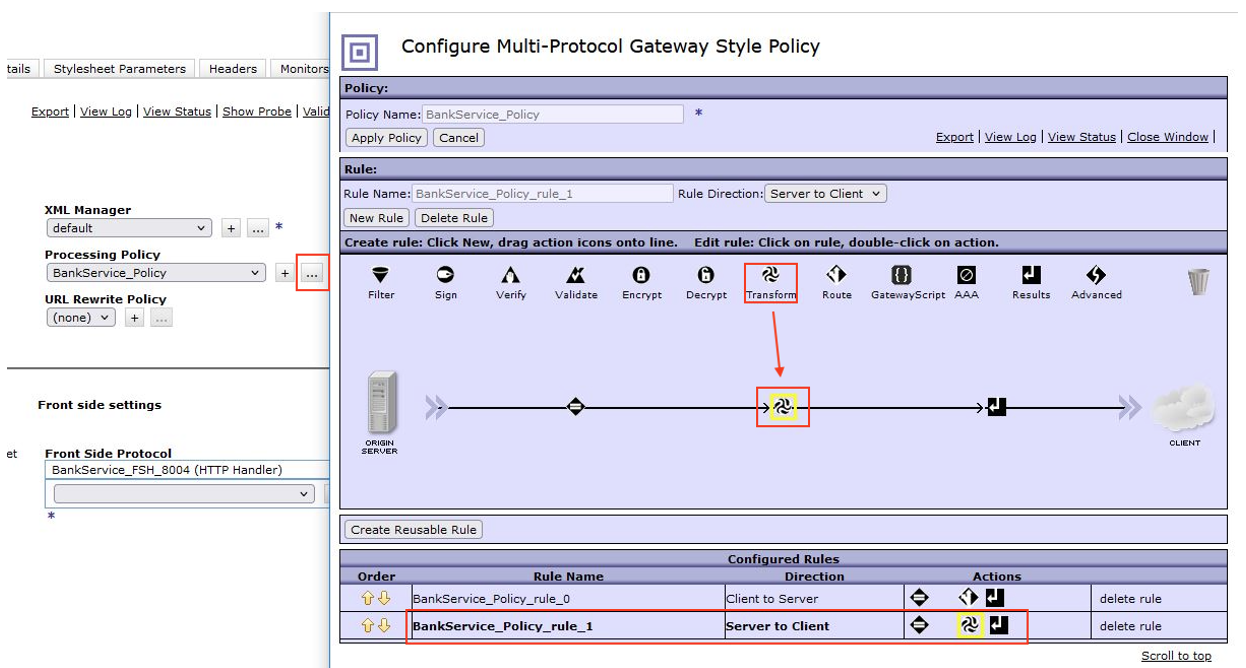 Configure Multi-Protocol Gateway Style Policy
tails Stylesheet Parameters Headers Monitors
Export | View Log | View Status | Show Probe | Valid
XML Manager
default + ... *
Processing Policy
BankService_Policy + ...
URL Rewrite Policy
(none) + ...
Front side settings
et Front Side Protocol
BankService_FSH_8004 (HTTP Handler)
*
Policy:
Policy Name: BankService_Policy *
Apply Policy Cancel Export | View Log | View Status | Close Window |
Rule:
Rule Name: BankService_Policy_rule_1 Rule Direction: Server to Client
New Rule Delete Rule
Create rule: Click New, drag action icons onto line. Edit rule: Click on rule, double-click on action.
Filter Sign Verify Validate Encrypt Decrypt Transform Route GatewayScript AAA Results Advanced
ORIGIN
SERVER
CLIENT
Create Reusable Rule
Configured Rules
Order Rule Name Direction Actions
BankService_Policy_rule_0 Client to Server delete rule
BankService_Policy_rule_1 Server to Client delete rule
Scroll to top